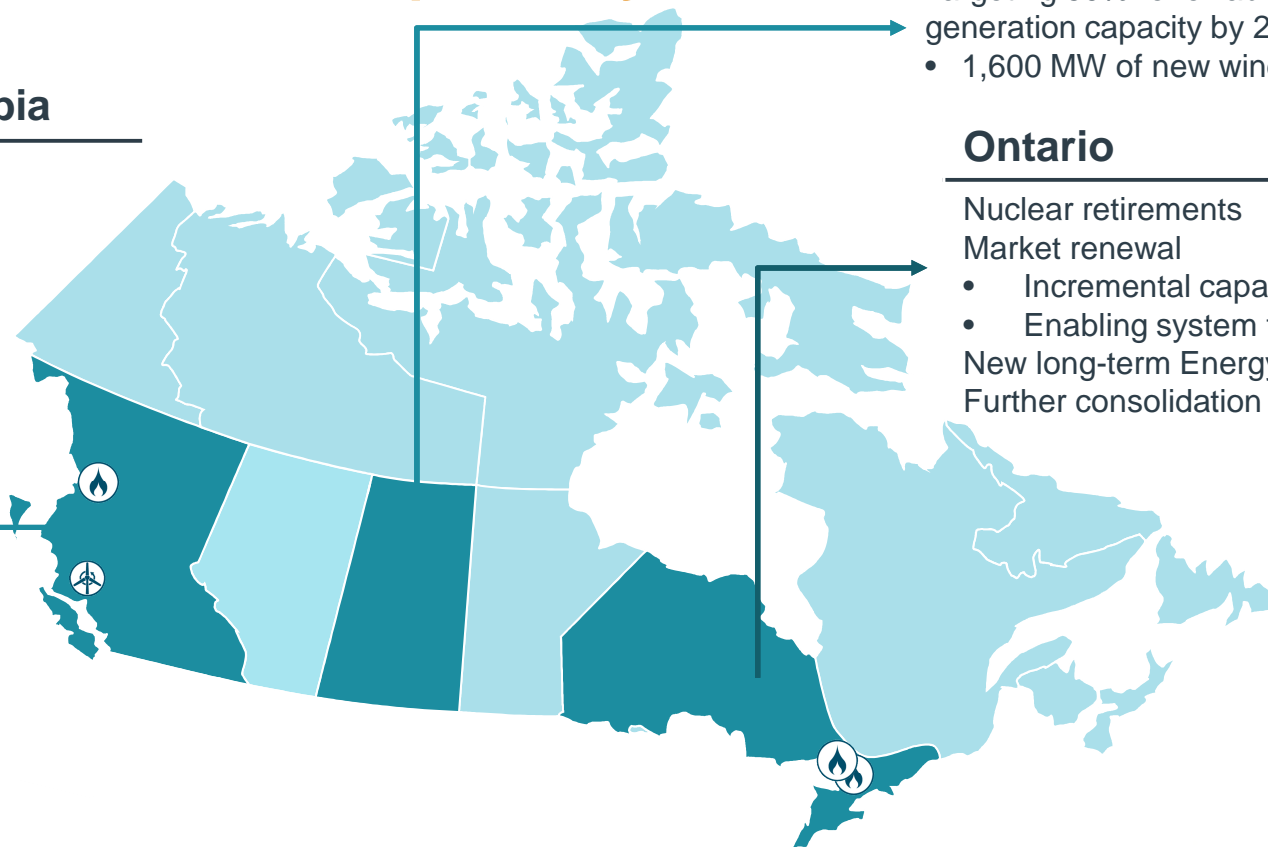 generation capacity by 2
• 1,600 MW of new win
bia
Ontario
Nuclear retirements
Market renewal
• Incremental capa
• Enabling system
New long-term Energy
Further consolidation